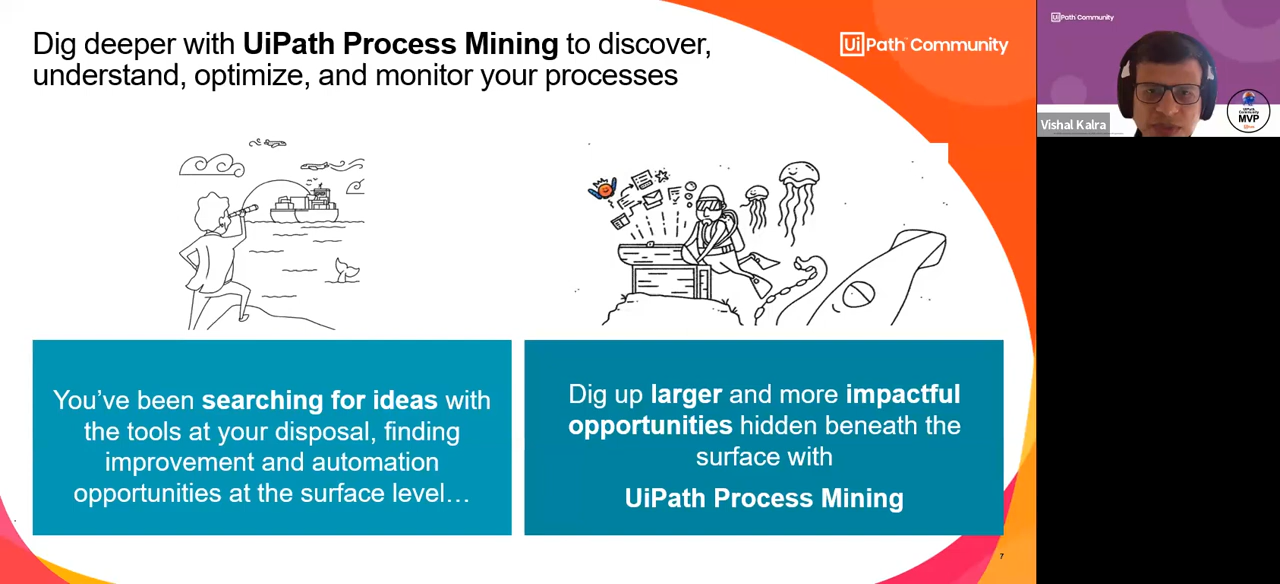 Dig deeper with UiPath Process Mining to discover,
understand, optimize, and monitor your processes
UiPath Community
You've been searching for ideas with
the tools at your disposal, finding
improvement and automation
opportunities at the surface level…
Dig up larger and more impactful
opportunities hidden beneath the
surface with
UiPath Process Mining
7
UiPath Community
Vishal Kalra
UiPath
Community
MVP